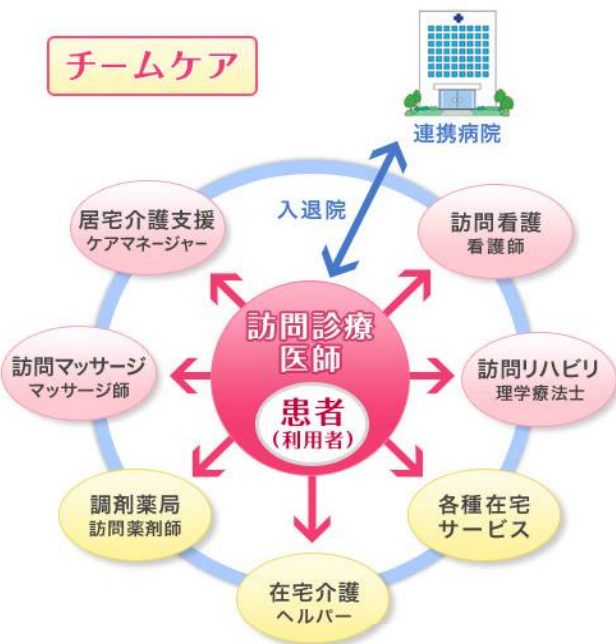 チームケア
連携病院
入退院
居宅介護支援
ケアマネージャー
訪問看護
看護師
訪問診療
医師
患者
(利用者)
訪問マッサージ
マッサージ師
訪問リハビリ
理学療法士
調剤薬局
訪問薬剤師
各種在宅
サービス
在宅介護
ヘルパー